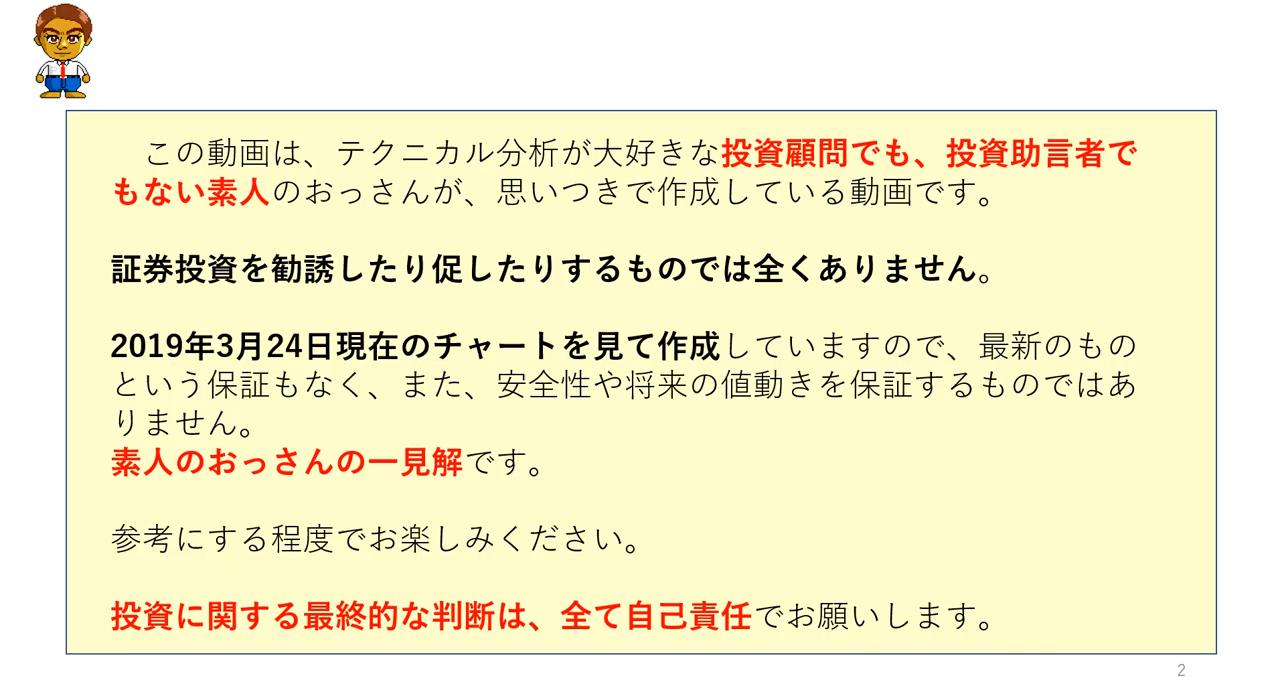 この動画は、テクニカル分析が大好きな投資顧問でも、投資助言者で
もない素人のおっさんが、思いつきで作成している動画です。
証券投資を勧誘したり促したりするものでは全くありません。
2019年3月24日現在のチャートを見て作成していますので、最新のもの
という保証もなく、また、安全性や将来の値動きを保証するものではあ
りません。
素人のおっさんの一見解です。
参考にする程度でお楽しみください。
投資に関する最終的な判断は、全て自己責任でお願いします。
2